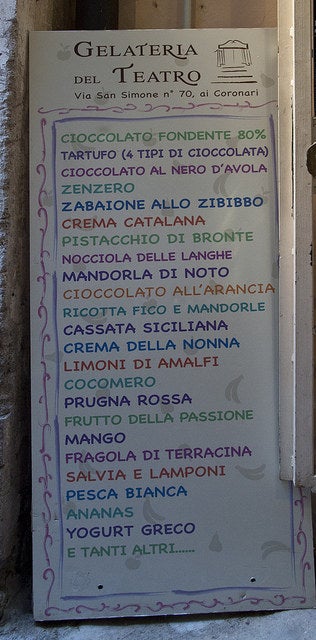 GELATERIA
DEL TEATRO
Via San Simone n° 70, ai Coronari
CIOCCOLATO FONDENTE 80%
TARTUFO (4 TIPI DI CIOCCOLATA)
CIOCCOLATO AL NERO D'AVOLA
ZENZERO
ZABAIONE ALLO ZIBIBBO
CREMA CATALANA
PISTACCHIO DI BRONTE
NOCCIOLA DELLE LANGHE
MANDORLA DI NOTO
CIOCCOLATO ALL'ARANCIA
RICOTTA FICO E MANDORLE
CASSATA SICILIANA
CREMA DELLA NONNA
LIMONI DI AMALFI
COCOMERO
PRUGNA ROSSA
FRUTTO DELLA PASSIONE
MANGO
FRAGOLA DI TERRACINA
SALVIA E LAMPONI
PESCA BIANCA
ANANAS
YOGURT GRECO
E TANTI ALTRI......